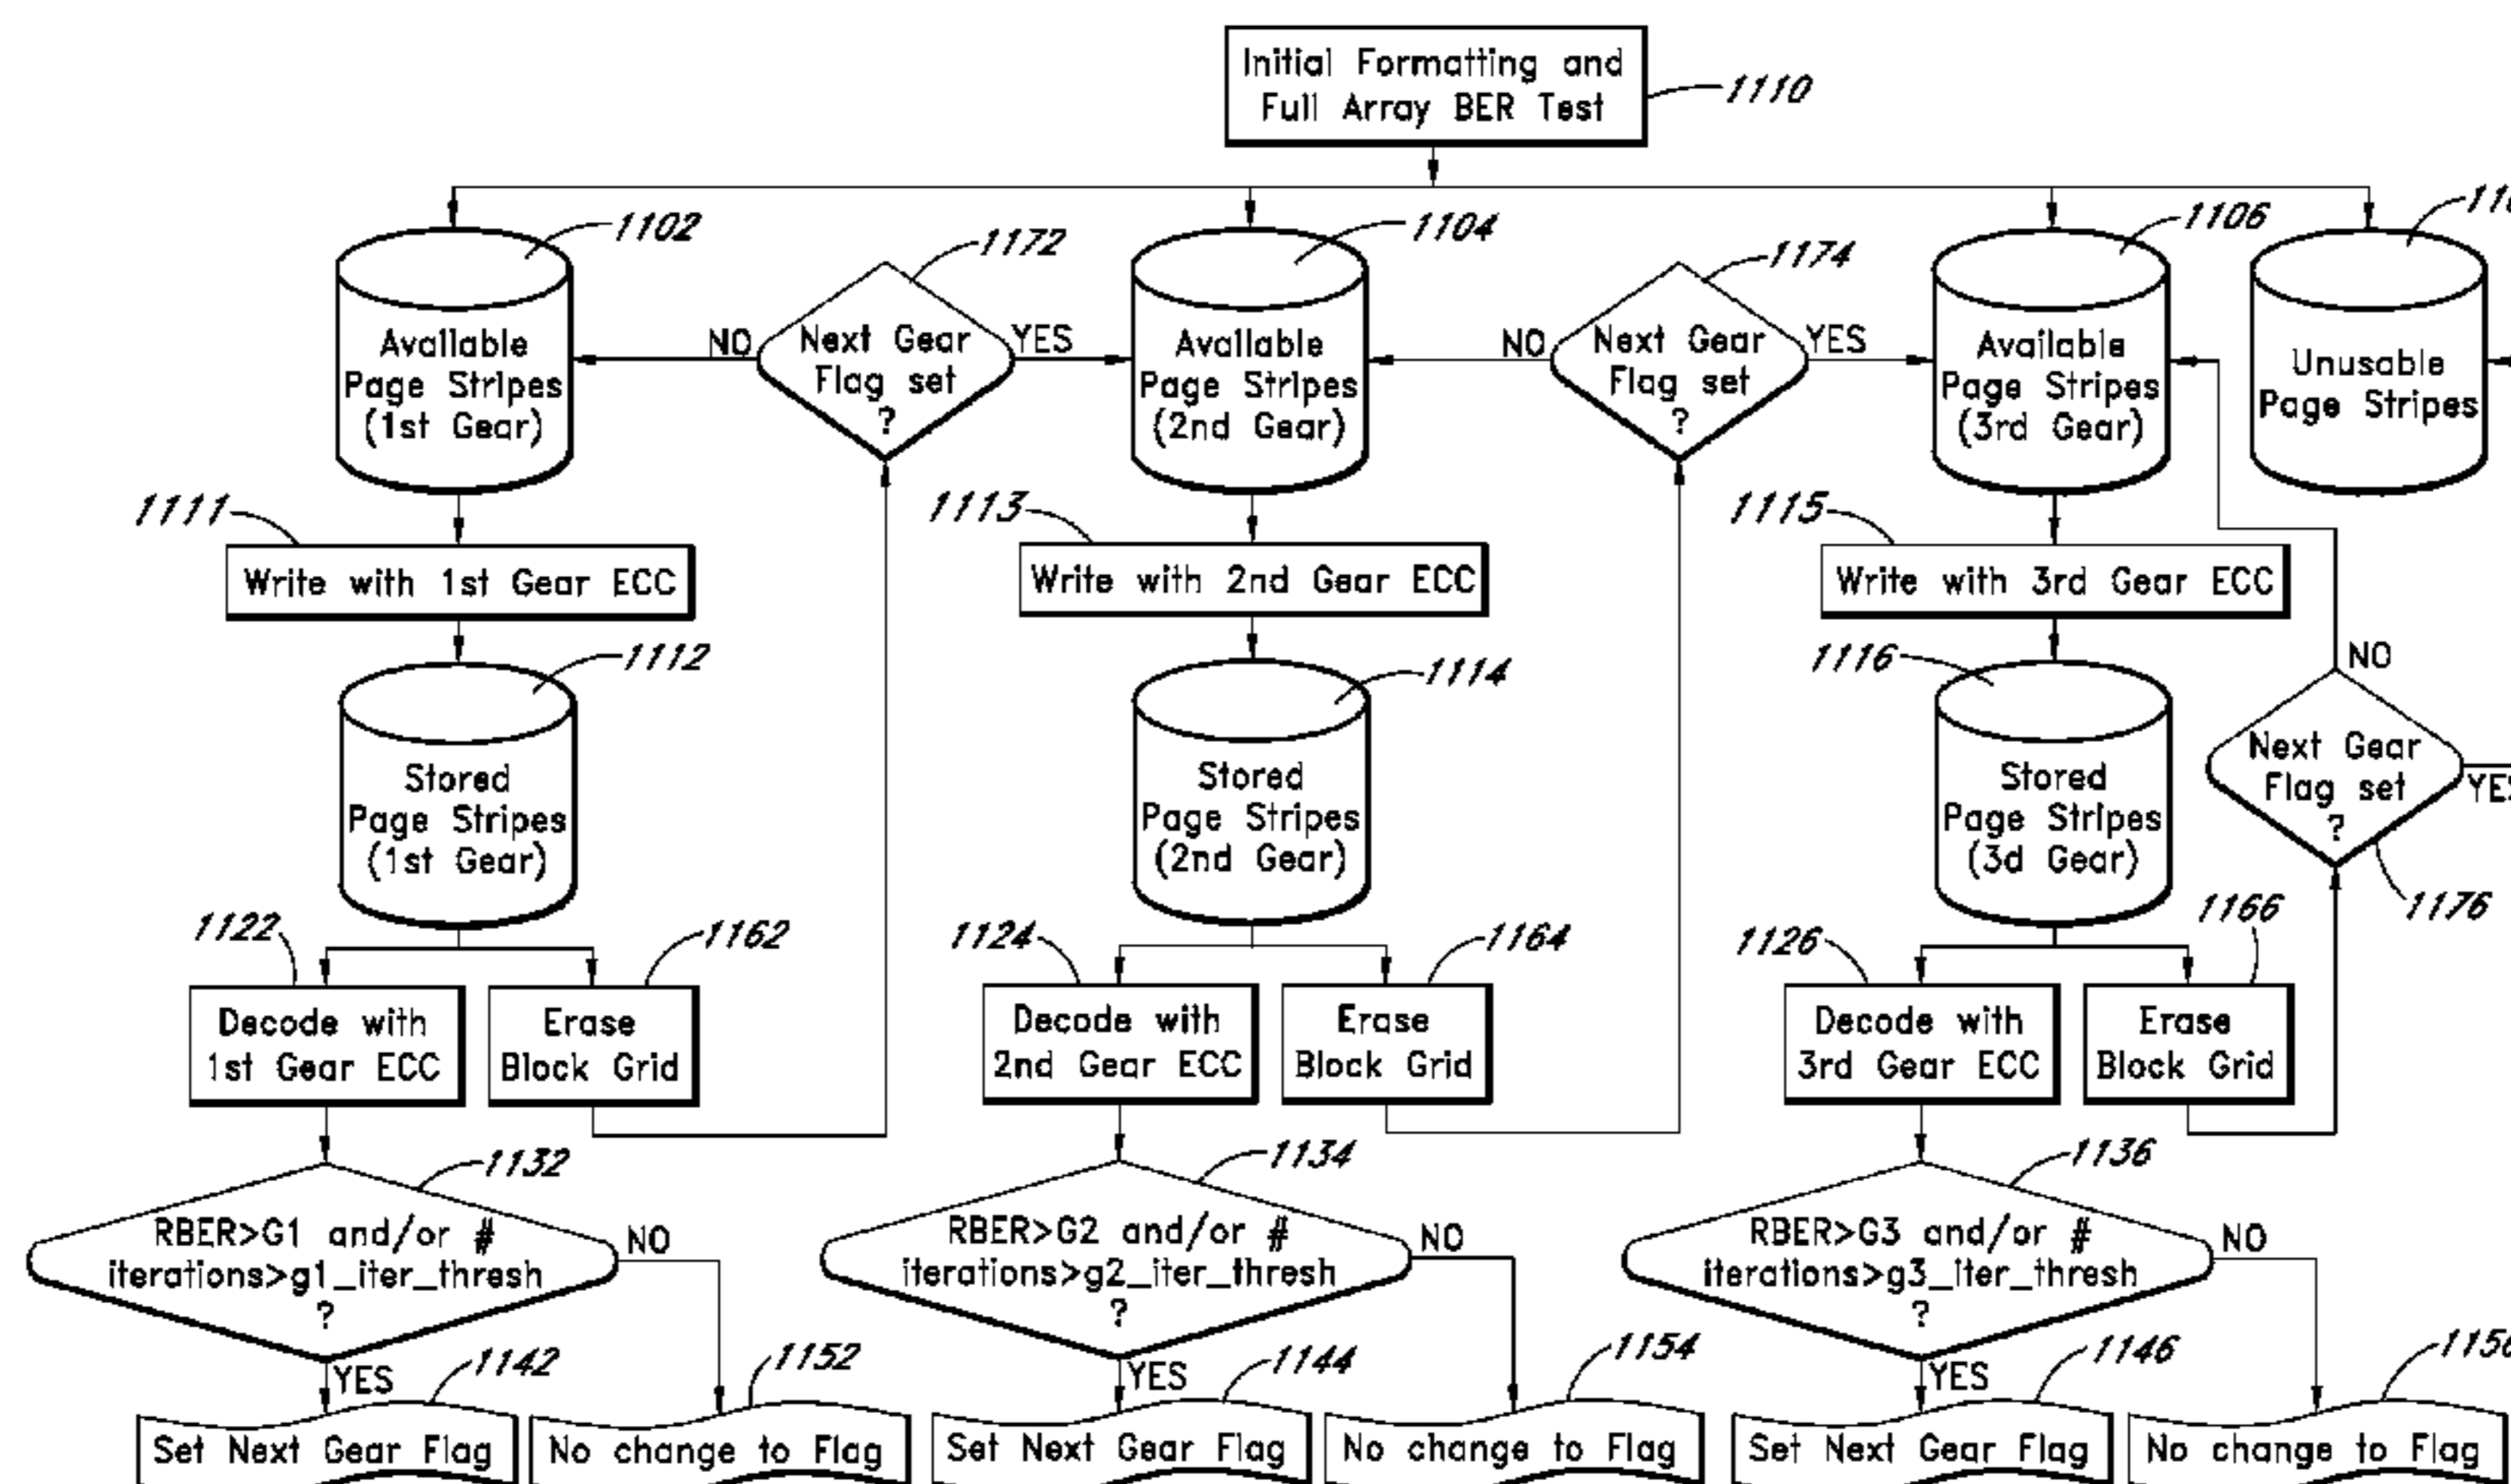 Initial Formatting and
Full Array BER Test
1110
1102
1172
1104
1174
1106
Available
Page Stripes
(1st Gear)
NO
Next Gear
Flag set
?
YES
Available
Page Stripes
(2nd Gear)
NO
Next Gear
Flag set
?
YES
Available
Page Stripes
(3rd Gear)
Unusable
Page Stripes
1111
Write with 1st Gear ECC
1113
Write with 2nd Gear ECC
1115
Write with 3rd Gear ECC
1112
Stored
Page Stripes
(1st Gear)
1114
Stored
Page Stripes
(2nd Gear)
1116
Stored
Page Stripes
(3d Gear)
NO
Next Gear
Flag set
?
YES
1176
1122
Decode with
1st Gear ECC
1162
Erase
Block Grid
1124
Decode with
2nd Gear ECC
1164
Erase
Block Grid
1126
Decode with
3rd Gear ECC
1166
Erase
Block Grid
1132
RBER>G1 and/or #
iterations>g1_iter_thresh
?
NO
YES
1134
RBER>G2 and/or #
iterations>g2_iter_thresh
?
NO
YES
1136
RBER>G3 and/or #
iterations>g3_iter_thresh
?
NO
YES
1142
Set Next Gear Flag
1152
No change to Flag
1144
Set Next Gear Flag
1154
No change to Flag
1146
Set Next Gear Flag
1156
No change to Flag